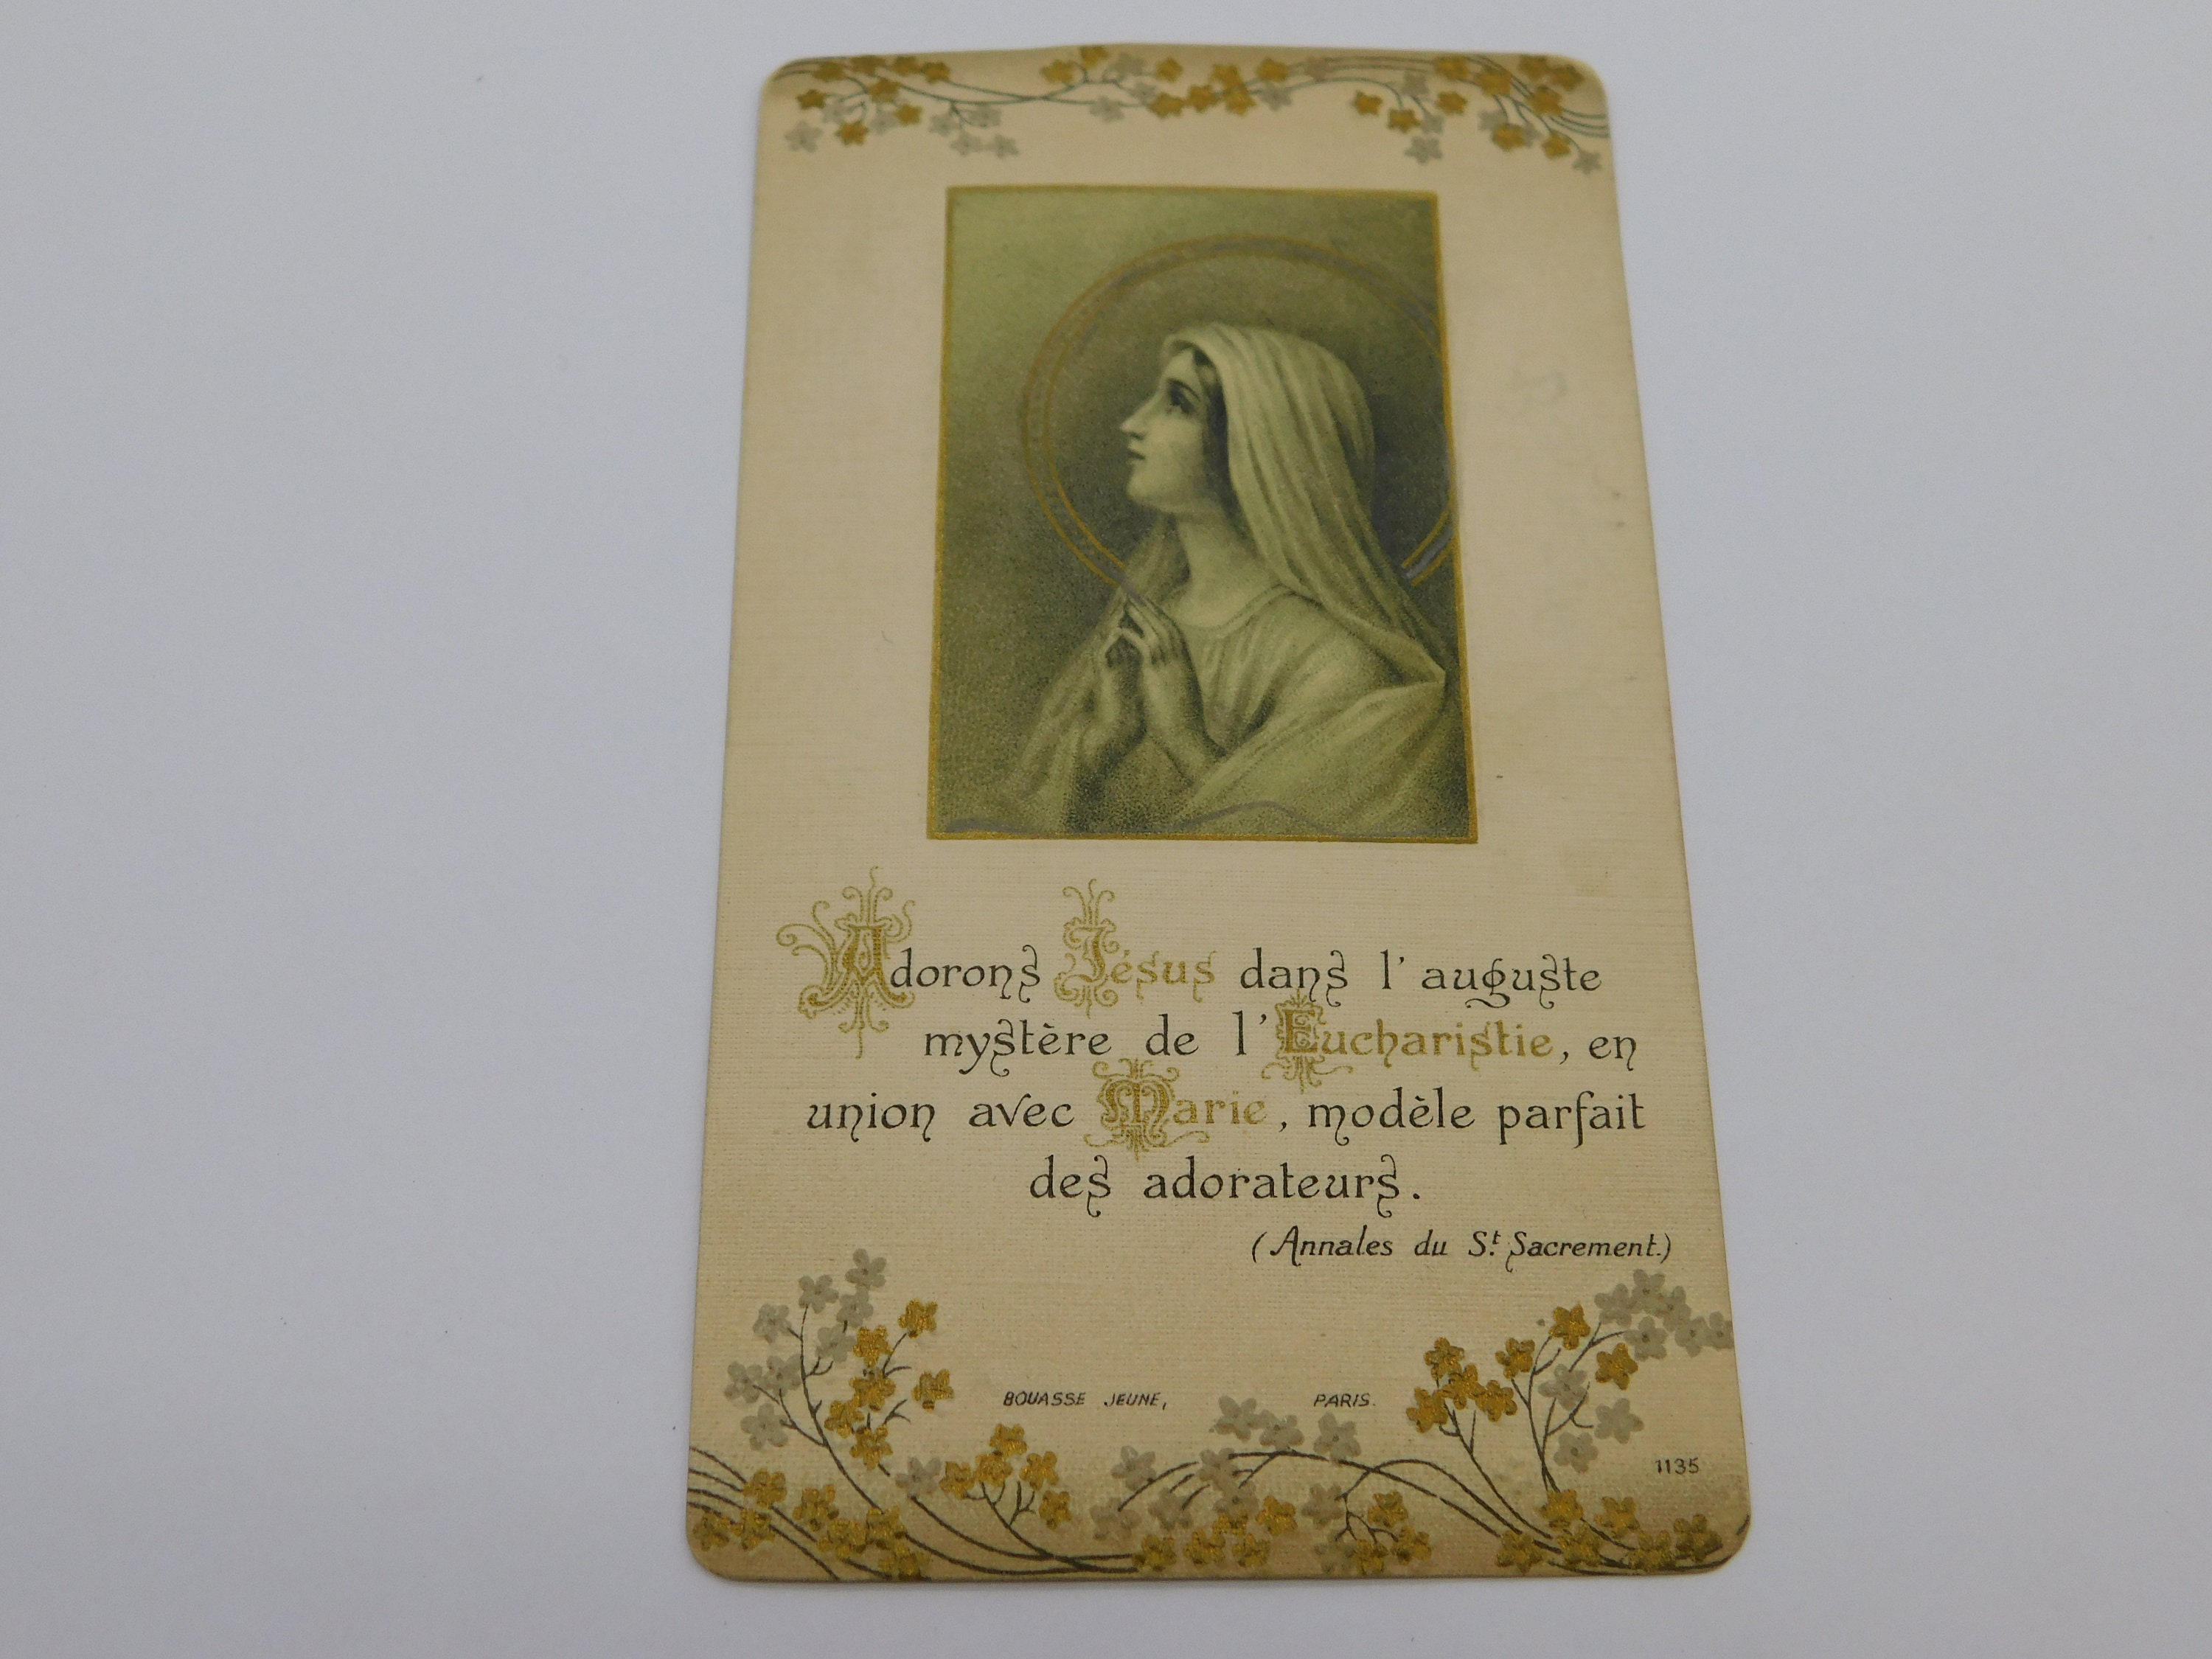 Adorons Jésus dans l'auguste
mystère de l'Eucharistie, en
union avec Marie, modèle parfait
des adorateurs.
(Annales du St. Sacrement.)
BOUASSE JEUNE, PARIS.
1135